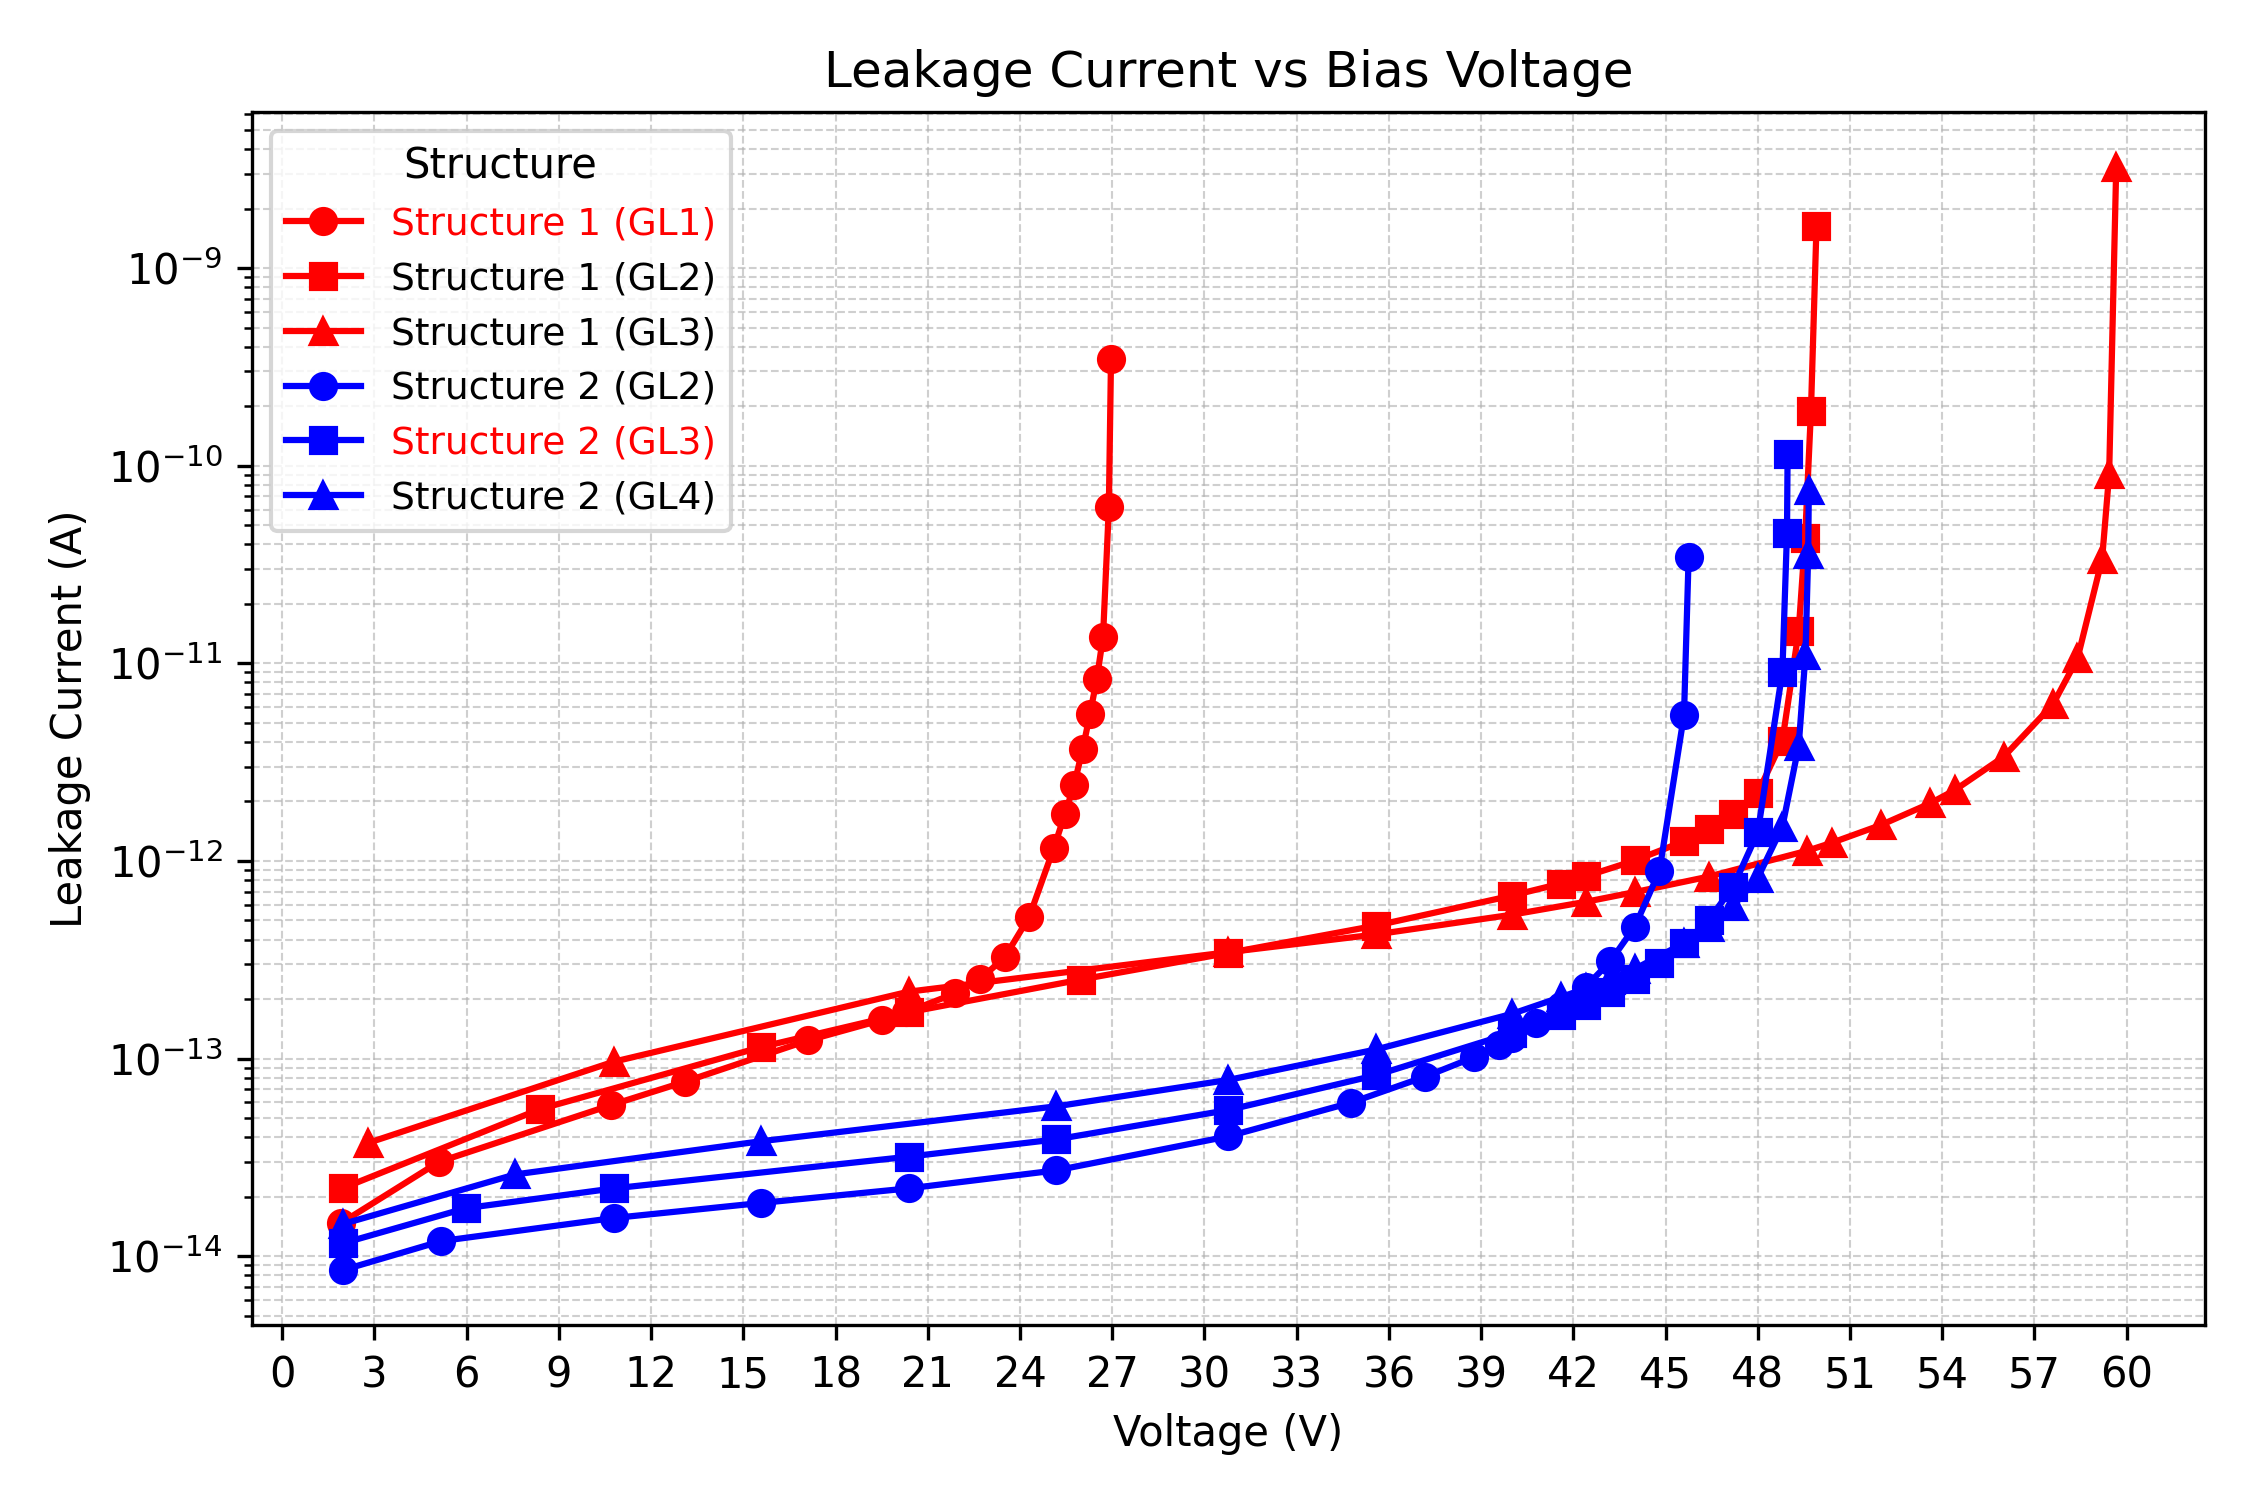 Leakage Current vs Bias Voltage
Structure
Structure 1 (GL1)
Structure 1 (GL2)
Structure 1 (GL3)
Structure 2 (GL2)
Structure 2 (GL3)
Structure 2 (GL4)
Leakage Current (A)
10⁻⁹
10⁻¹⁰
10⁻¹¹
10⁻¹²
10⁻¹³
10⁻¹⁴
0 3 6 9 12 15 18 21 24 27 30 33 36 39 42 45 48 51 54 57 60
Voltage (V)